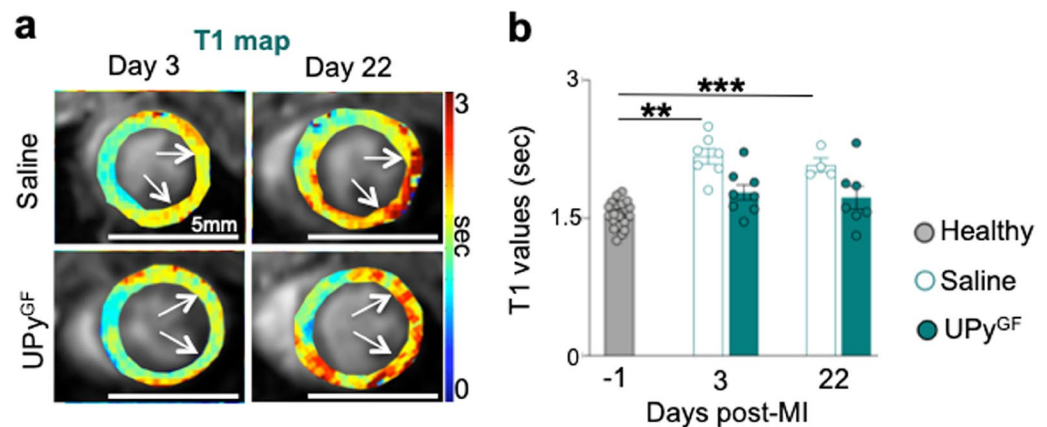 a
T1 map
Day 3
Day 22
Saline
UPyGF
5mm
3
sec
0
b
T1 values (sec)
3
1.5
0
***
**
-1
3
22
Days post-MI
Healthy
Saline
UPyGF